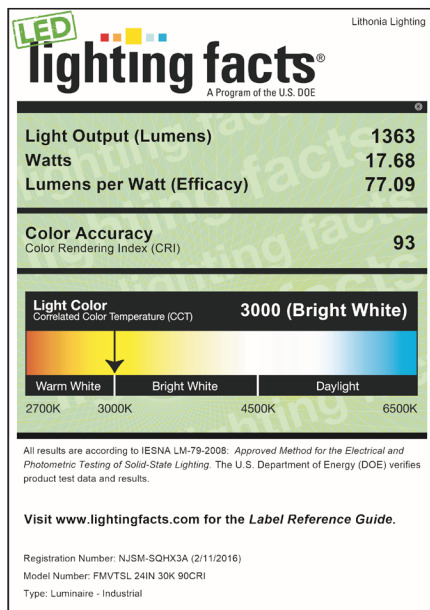 Lithonia Lighting
LED
lighting facts®
A Program of the U.S. DOE
Light Output (Lumens) 1363
Watts 17.68
Lumens per Watt (Efficacy) 77.09
Color Accuracy 93
Color Rendering Index (CRI)
Light Color 3000 (Bright White)
Correlated Color Temperature (CCT)
Warm White Bright White Daylight
2700K 3000K 4500K 6500K
All results are according to IESNA LM-79-2008: Approved Method for the Electrical and
Photometric Testing of Solid-State Lighting. The U.S. Department of Energy (DOE) verifies
product test data and results.
Visit www.lightingfacts.com for the Label Reference Guide.
Registration Number: NJSM-SQHX3A (2/11/2016)
Model Number: FMVTSL 24IN 30K 90CRI
Type: Luminaire - Industrial